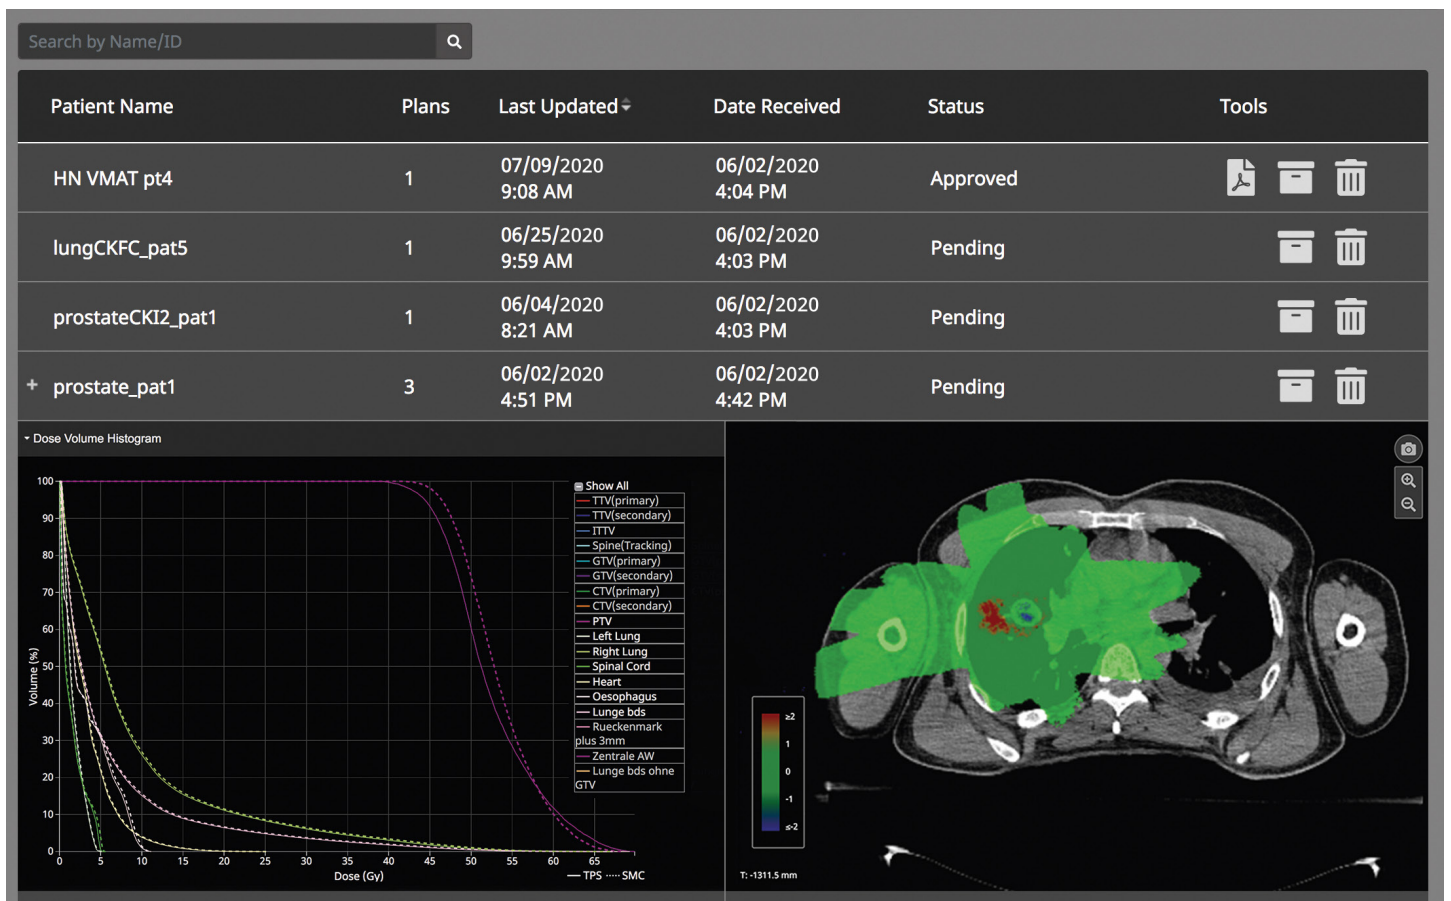 Search by Name/ID
Patient Name Plans Last Updated Date Received Status Tools
HN VMAT pt4 1 07/09/2020 9:08 AM 06/02/2020 4:04 PM Approved
lungCKFC_pat5 1 06/25/2020 9:59 AM 06/02/2020 4:03 PM Pending
prostateCKI2_pat1 1 06/04/2020 8:21 AM 06/02/2020 4:03 PM Pending
+ prostate_pat1 3 06/02/2020 4:51 PM 06/02/2020 4:42 PM Pending
Dose Volume Histogram
Show All
TTV(primary)
TTV(secondary)
ITTV
Spine(Tracking)
GTV(primary)
GTV(secondary)
CTV(primary)
CTV(secondary)
PTV
Left Lung
Right Lung
Spinal Cord
Heart
Oesophagus
Lunge bds
Rueckenmark
plus 3mm
Zentrale AW
Lunge bds ohne
GTV
Volume (%)
100
90
80
70
60
50
40
30
20
10
0
0 5 10 15 20 25 30 35 40 45 50 55 60 65
Dose (Gy)
TPS SMC
≥2
1
0
-1
≤-2
T: -1311.5 mm